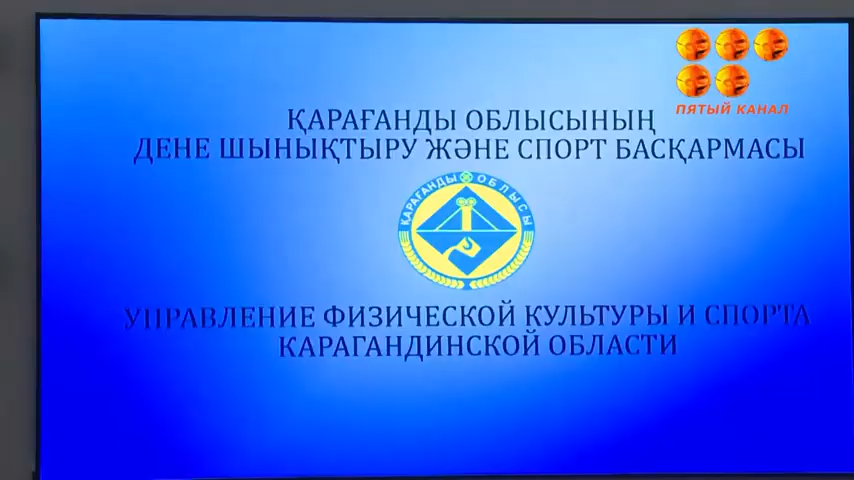 ПЯТЫЙ КАНАЛ
ҚАРАҒАНДЫ ОБЛЫСЫНЫҢ
ДЕНЕ ШЫНЫҚТЫРУ ЖӘНЕ СПОРТ БАСҚАРМАСЫ
ҚАРАҒАНДЫ ОБЛЫСЫ
УПРАВЛЕНИЕ ФИЗИЧЕСКОЙ КУЛЬТУРЫ И СПОРТА
КАРАГАНДИНСКОЙ ОБЛАСТИ